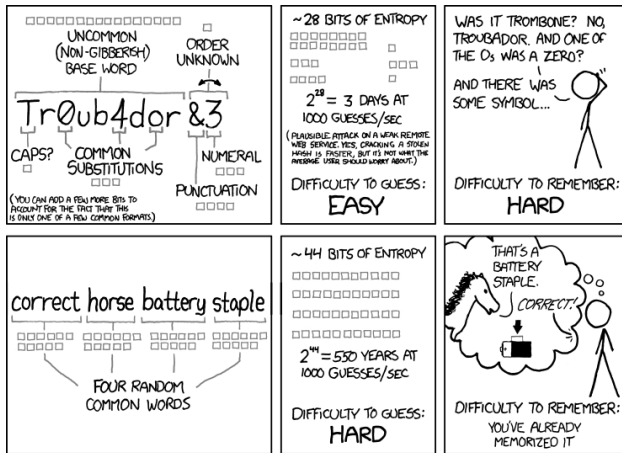 UNCOMMON
(NON-GIBBERISH)
BASE WORD
ORDER
UNKNOWN
Tr0ub4dor &3
CAPS?
COMMON
SUBSTITUTIONS
NUMERAL
PUNCTUATION
(YOU CAN ADD A FEW MORE BITS TO
ACCOUNT FOR THE FACT THAT THIS
IS ONLY ONE OF A FEW COMMON FORMATS.)
~28 BITS OF ENTROPY
2²⁸ = 3 DAYS AT
1000 GUESSES/SEC
(PLAUSIBLE ATTACK ON A WEAK REMOTE
WEB SERVICE. YES, CRACKING A STOLEN
HASH IS FASTER, BUT IT'S NOT WHAT THE
AVERAGE USER SHOULD WORRY ABOUT.)
DIFFICULTY TO GUESS:
EASY
WAS IT TROMBONE? NO,
TROUBADOR. AND ONE OF
THE Os WAS A ZERO?
AND THERE WAS
SOME SYMBOL...
DIFFICULTY TO REMEMBER:
HARD
correct horse battery staple
FOUR RANDOM
COMMON WORDS
~44 BITS OF ENTROPY
2⁴⁴ = 550 YEARS AT
1000 GUESSES/SEC
DIFFICULTY TO GUESS:
HARD
THAT'S A
BATTERY
STAPLE.
CORRECT!
DIFFICULTY TO REMEMBER:
YOU'VE ALREADY
MEMORIZED IT